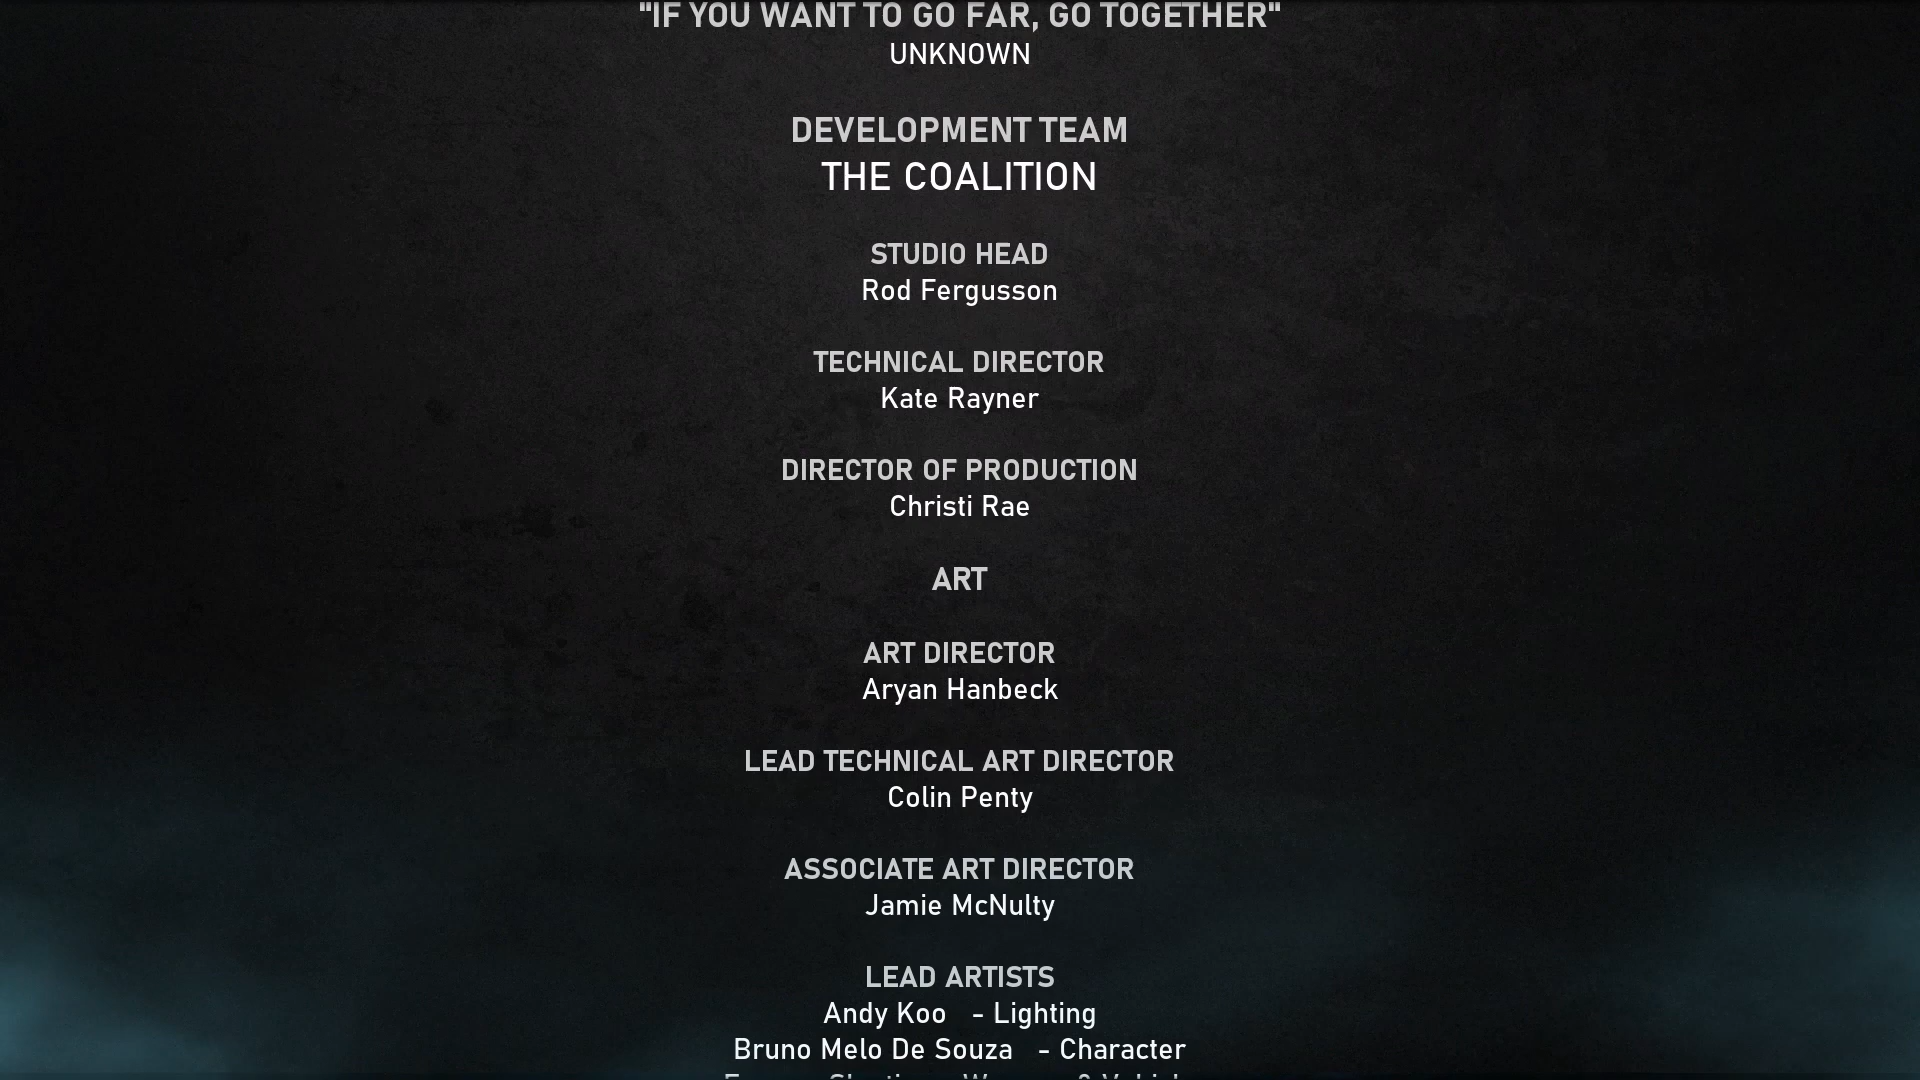 "IF YOU WANT TO GO FAR, GO TOGETHER"
UNKNOWN
DEVELOPMENT TEAM
THE COALITION
STUDIO HEAD
Rod Fergusson
TECHNICAL DIRECTOR
Kate Rayner
DIRECTOR OF PRODUCTION
Christi Rae
ART
ART DIRECTOR
Aryan Hanbeck
LEAD TECHNICAL ART DIRECTOR
Colin Penty
ASSOCIATE ART DIRECTOR
Jamie McNulty
LEAD ARTISTS
Andy Koo - Lighting
Bruno Melo De Souza - Character